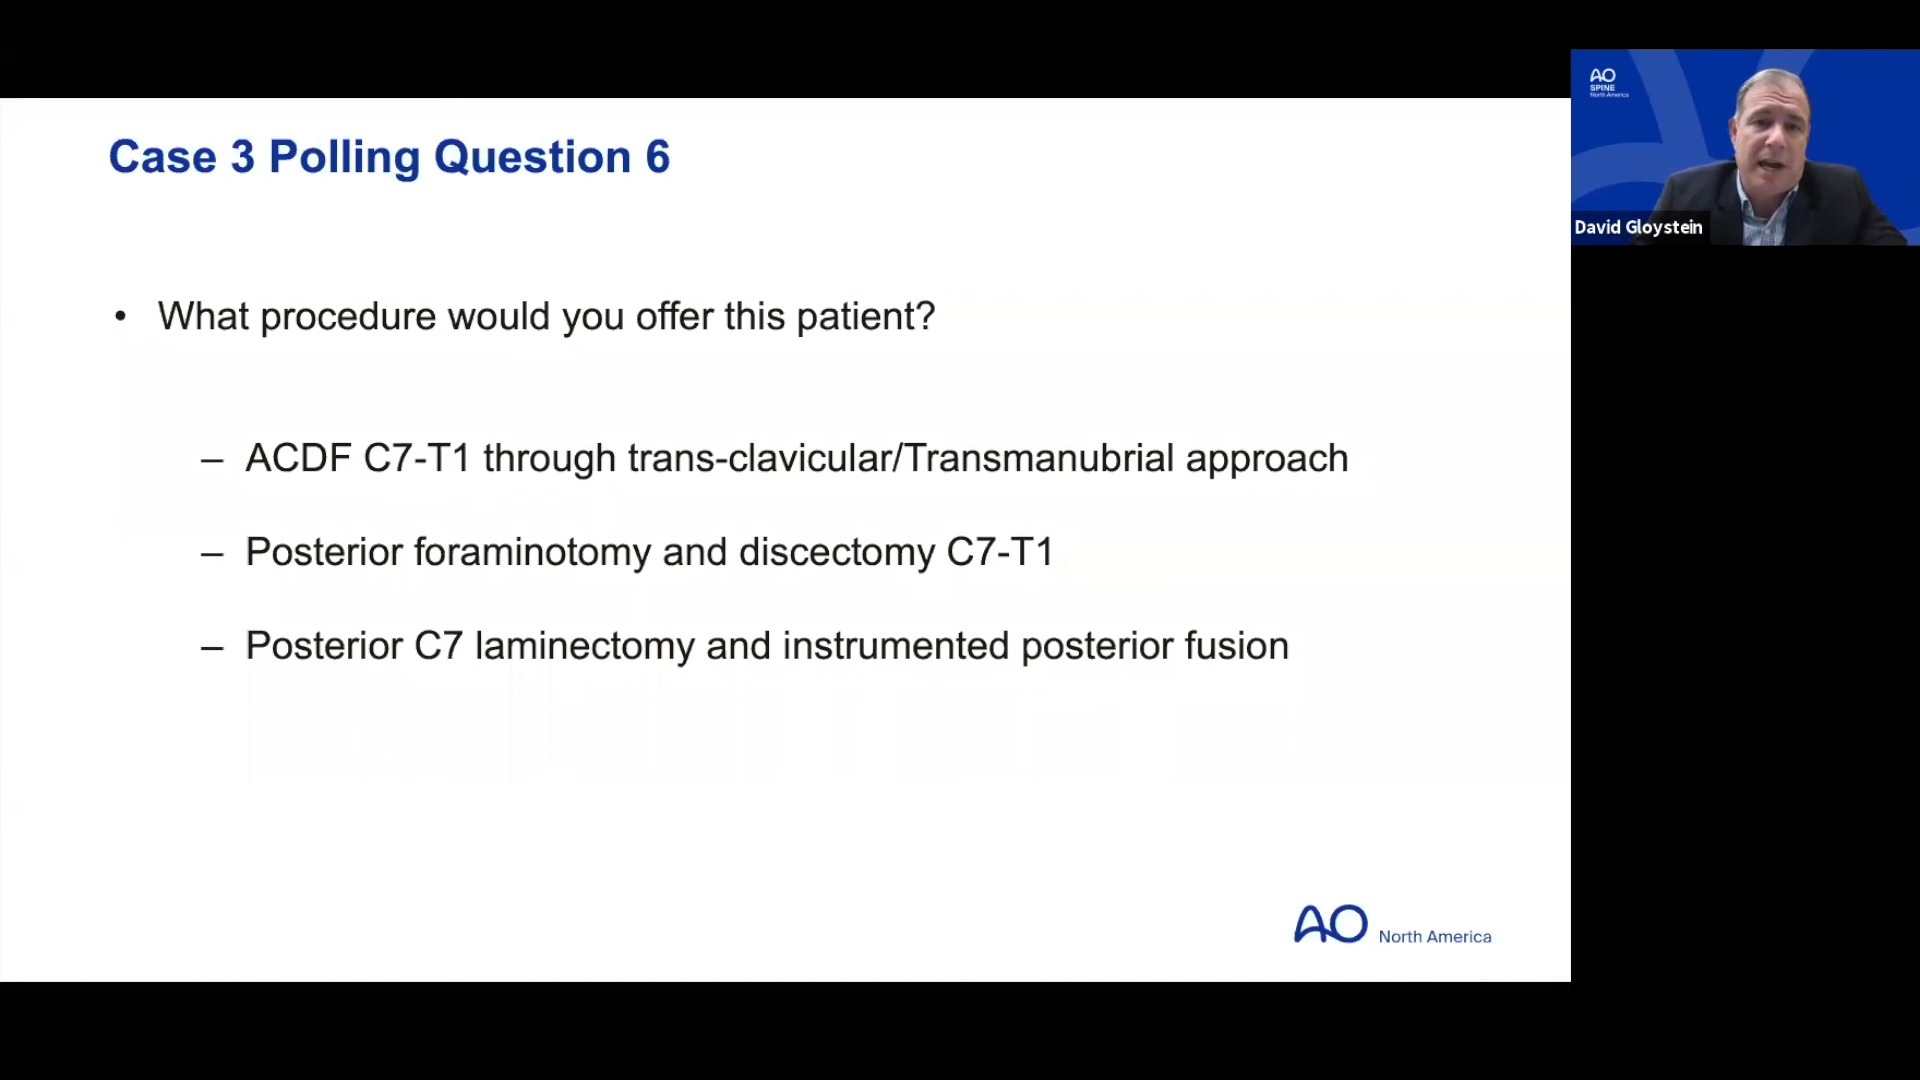 Case 3 Polling Question 6
• What procedure would you offer this patient?
– ACDF C7-T1 through trans-clavicular/Transmanubrial approach
– Posterior foraminotomy and discectomy C7-T1
– Posterior C7 laminectomy and instrumented posterior fusion
AO North America
AO
SPINE
North America
David Gloystein